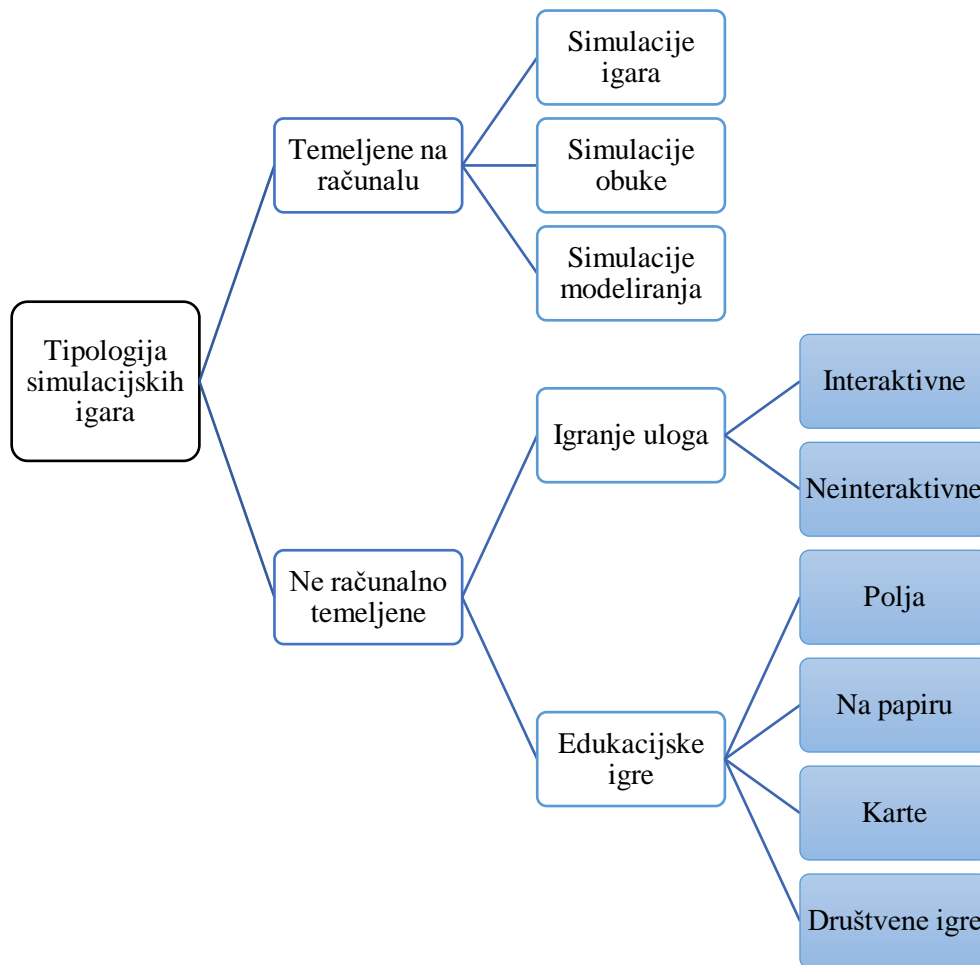 Tipologija
simulacijskih
igara
Temeljene na
računalu
Simulacije
igara
Simulacije
obuke
Simulacije
modeliranja
Ne računalno
temeljene
Igranje uloga
Interaktivne
Neinteraktivne
Edukacijske
igre
Polja
Na papiru
Karte
Društvene igre